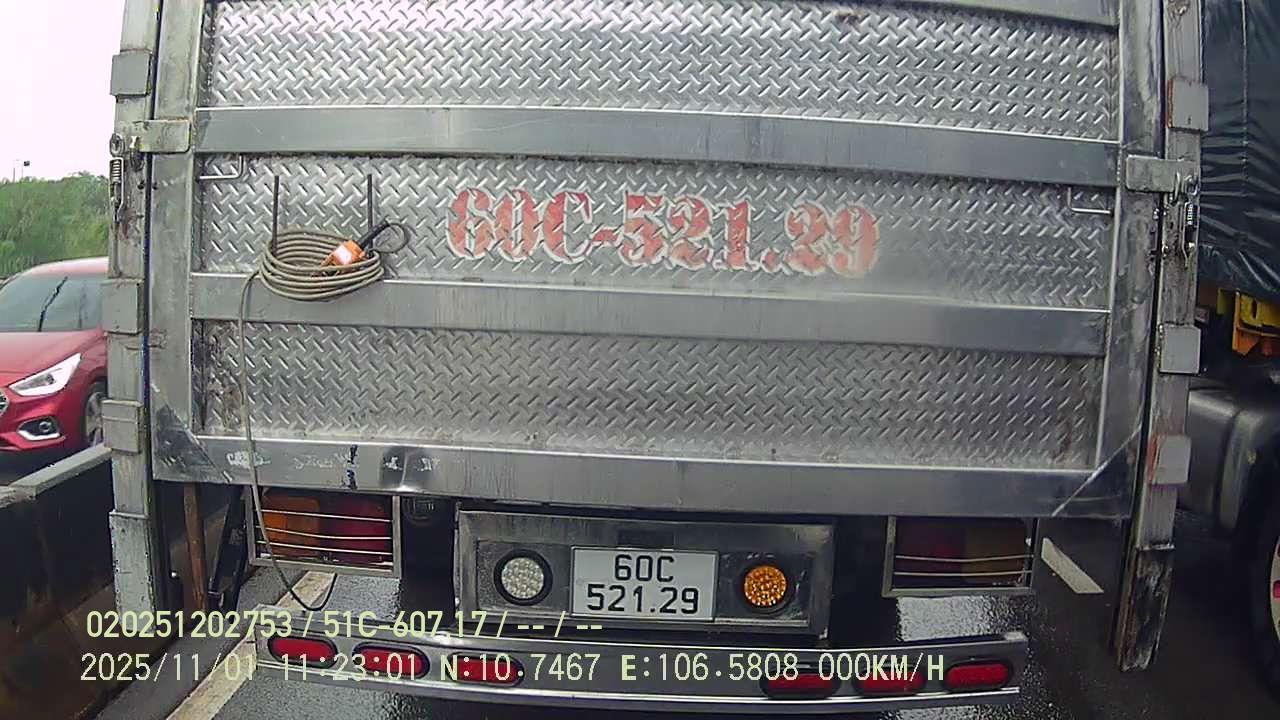 60C-521.29
60C
521.29
020251202753 / 51C-607.17 / -- / --
2025/11/01 11:23:01 N:10.7467 E:106.5808 000KM/H